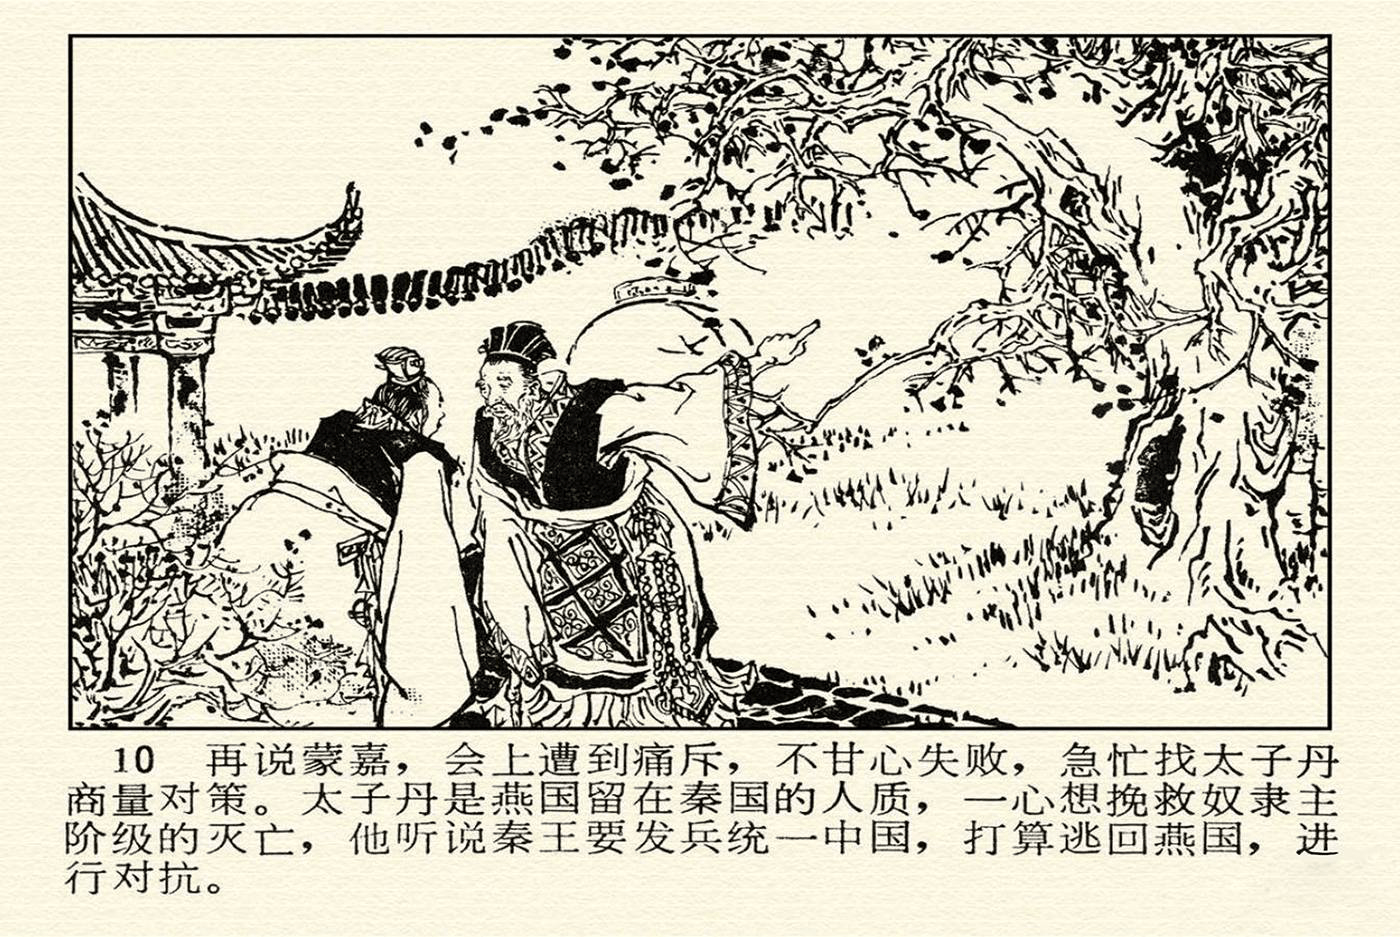 10 再说蒙嘉，会上遭到痛斥，不甘心失败，急忙找太子丹
商量对策。太子丹是燕国留在秦国的人质，一心想挽救奴隶主
阶级的灭亡，他听说秦王要发兵统一中国，打算逃回燕国，进
行对抗。